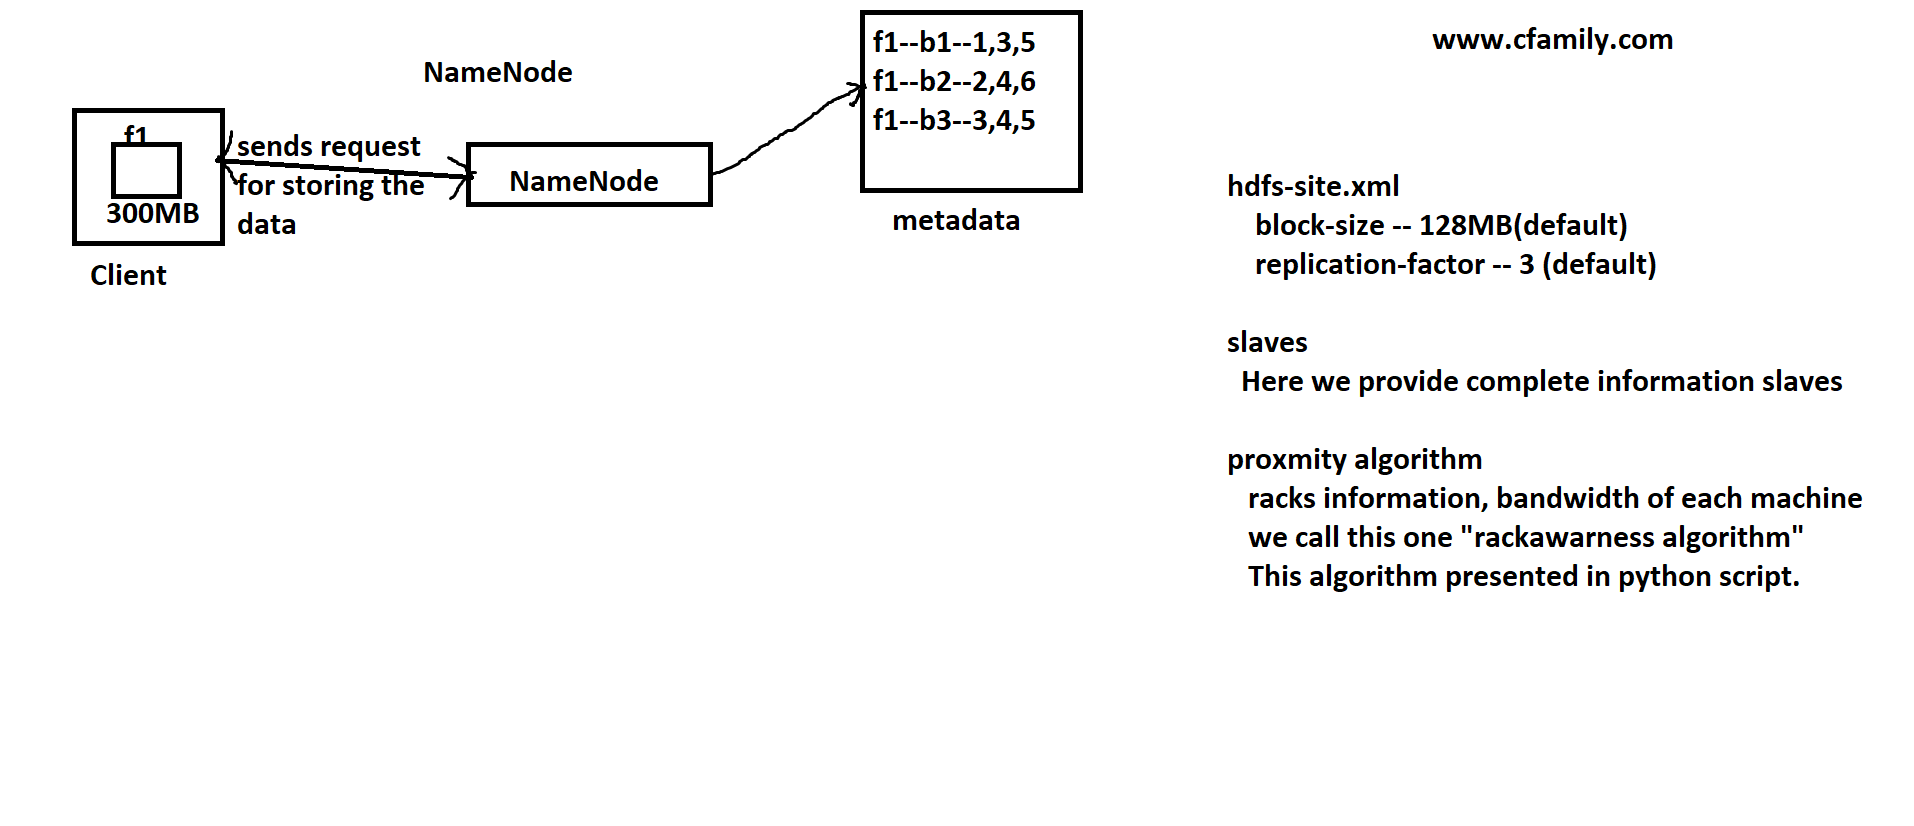 NameNode
f1
300MB
Client
sends request
for storing the
data
NameNode
f1--b1--1,3,5
f1--b2--2,4,6
f1--b3--3,4,5
metadata
www.cfamily.com
hdfs-site.xml
block-size -- 128MB(default)
replication-factor -- 3 (default)
slaves
Here we provide complete information slaves
proxmity algorithm
racks information, bandwidth of each machine
we call this one "rackawarness algorithm"
This algorithm presented in python script.